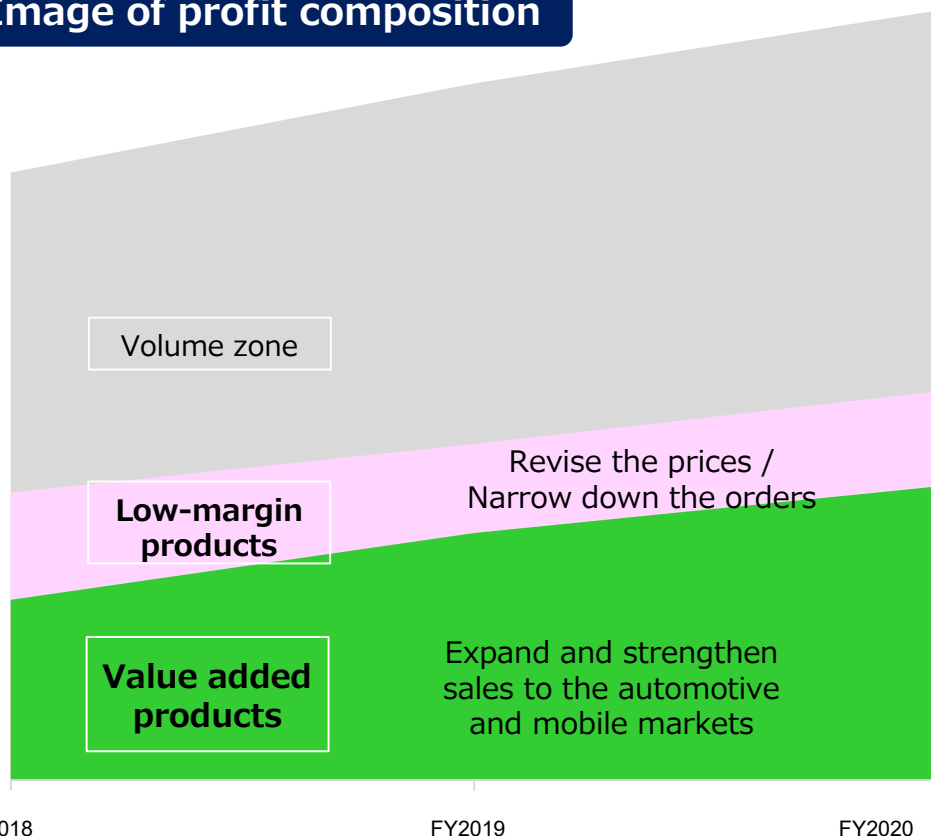 Image of profit composition
Volume zone
Revise the prices /
Narrow down the orders
Low-margin
products
Expand and strengthen
sales to the automotive
and mobile markets
Value added
products
018
FY2019
FY2020